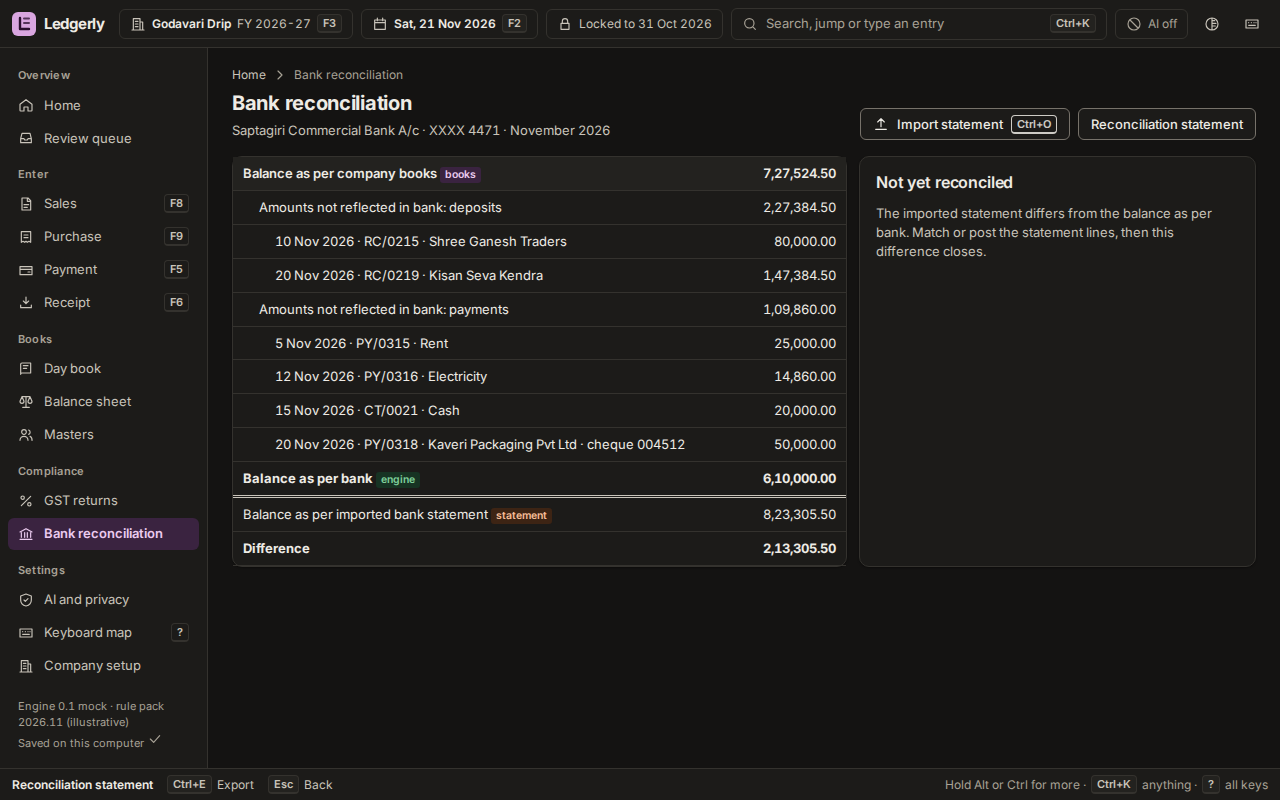 Ledgerly
Godavari Drip FY 2026-27 F3
Sat, 21 Nov 2026 F2
Locked to 31 Oct 2026
Search, jump or type an entry Ctrl+K
AI off
Overview
Home
Review queue
Enter
Sales F8
Purchase F9
Payment F5
Receipt F6
Books
Day book
Balance sheet
Masters
Compliance
GST returns
Bank reconciliation
Settings
AI and privacy
Keyboard map ?
Company setup
Engine 0.1 mock · rule pack
2026.11 (illustrative)
Saved on this computer
Home > Bank reconciliation
Bank reconciliation
Saptagiri Commercial Bank A/c · XXXX 4471 · November 2026
Import statement Ctrl+O
Reconciliation statement
Balance as per company books books 7,27,524.50
Amounts not reflected in bank: deposits 2,27,384.50
10 Nov 2026 · RC/0215 · Shree Ganesh Traders 80,000.00
20 Nov 2026 · RC/0219 · Kisan Seva Kendra 1,47,384.50
Amounts not reflected in bank: payments 1,09,860.00
5 Nov 2026 · PY/0315 · Rent 25,000.00
12 Nov 2026 · PY/0316 · Electricity 14,860.00
15 Nov 2026 · CT/0021 · Cash 20,000.00
20 Nov 2026 · PY/0318 · Kaveri Packaging Pvt Ltd · cheque 004512 50,000.00
Balance as per bank engine 6,10,000.00
Balance as per imported bank statement statement 8,23,305.50
Difference 2,13,305.50
Not yet reconciled
The imported statement differs from the balance as per
bank. Match or post the statement lines, then this
difference closes.
Reconciliation statement Ctrl+E Export Esc Back
Hold Alt or Ctrl for more · Ctrl+K anything · ? all keys